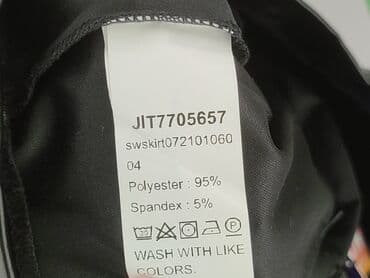 JIT7705657
swskirt072101060
04
Polyester : 95%
Spandex : 5%
WASH WITH LIKE
COLORS.